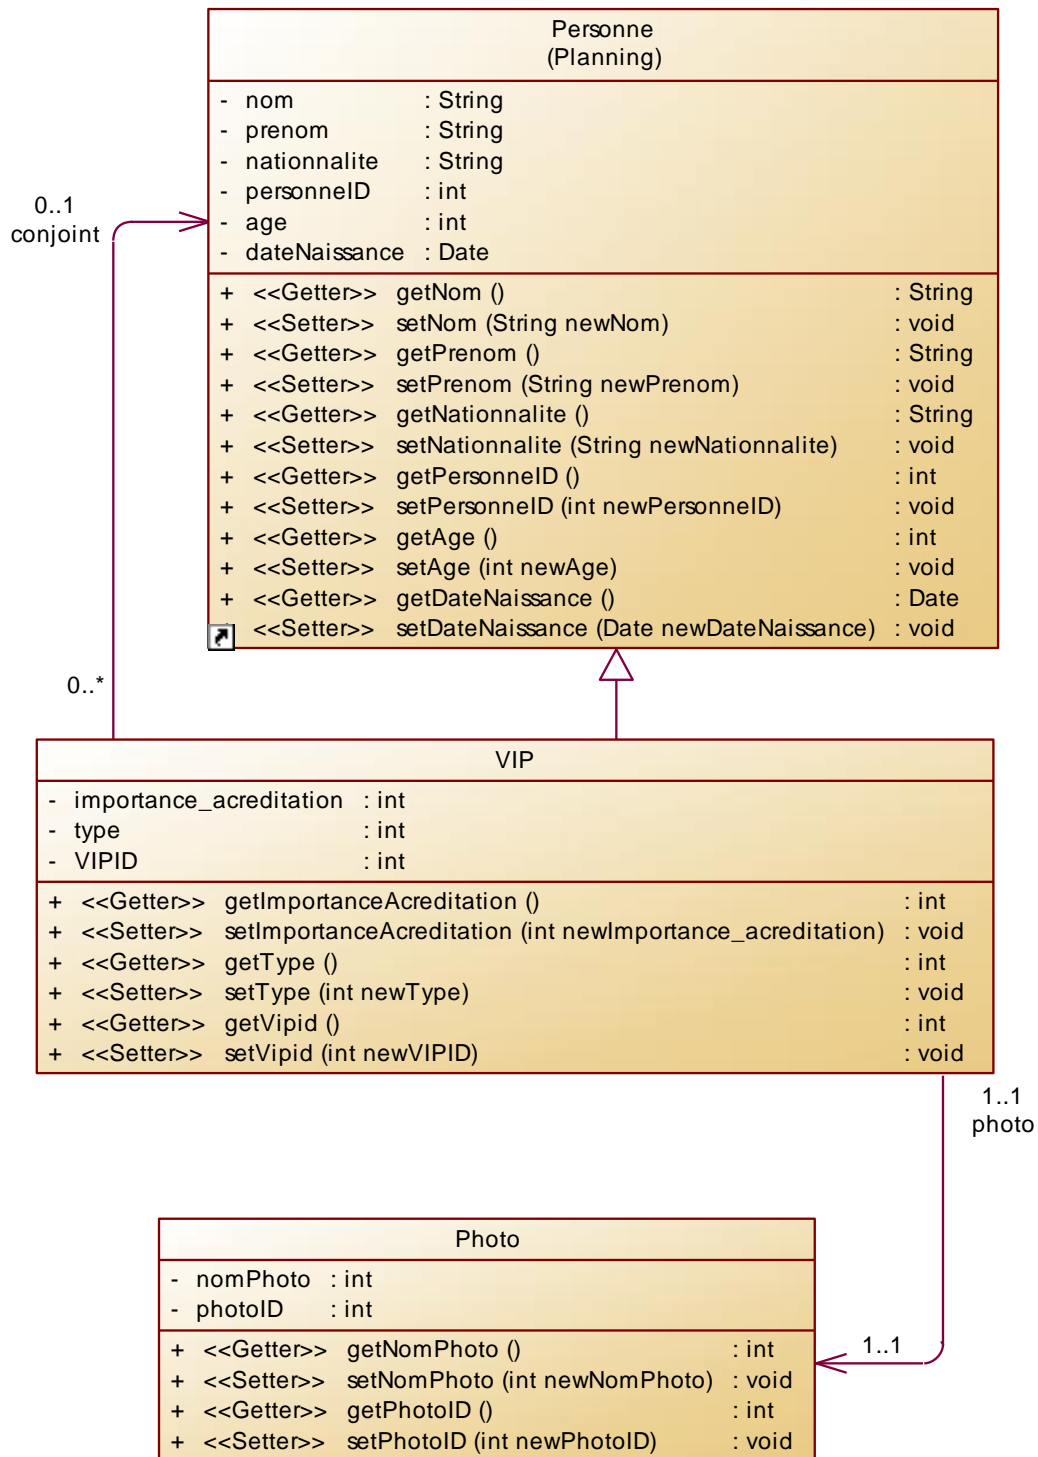 Personne
(Planning)
- nom : String
- prenom : String
- nationnalite : String
- personneID : int
- age : int
- dateNaissance : Date
0..1
conjoint
+ <<Getter>> getNom () : String
+ <<Setter>> setNom (String newNom) : void
+ <<Getter>> getPrenom () : String
+ <<Setter>> setPrenom (String newPrenom) : void
+ <<Getter>> getNationnalite () : String
+ <<Setter>> setNationnalite (String newNationnalite) : void
+ <<Getter>> getPersonneID () : int
+ <<Setter>> setPersonneID (int newPersonneID) : void
+ <<Getter>> getAge () : int
+ <<Setter>> setAge (int newAge) : void
+ <<Getter>> getDateNaissance () : Date
<<Setter>> setDateNaissance (Date newDateNaissance) : void
0..*
VIP
- importance_acreditation : int
- type : int
- VIPID : int
+ <<Getter>> getImportanceAcreditation () : int
+ <<Setter>> setImportanceAcreditation (int newImportance_acreditation) : void
+ <<Getter>> getType () : int
+ <<Setter>> setType (int newType) : void
+ <<Getter>> getVipid () : int
+ <<Setter>> setVipid (int newVIPID) : void
1..1
photo
Photo
- nomPhoto : int
- photoID : int
+ <<Getter>> getNomPhoto () : int
+ <<Setter>> setNomPhoto (int newNomPhoto) : void
+ <<Getter>> getPhotoID () : int
+ <<Setter>> setPhotoID (int newPhotoID) : void
1..1